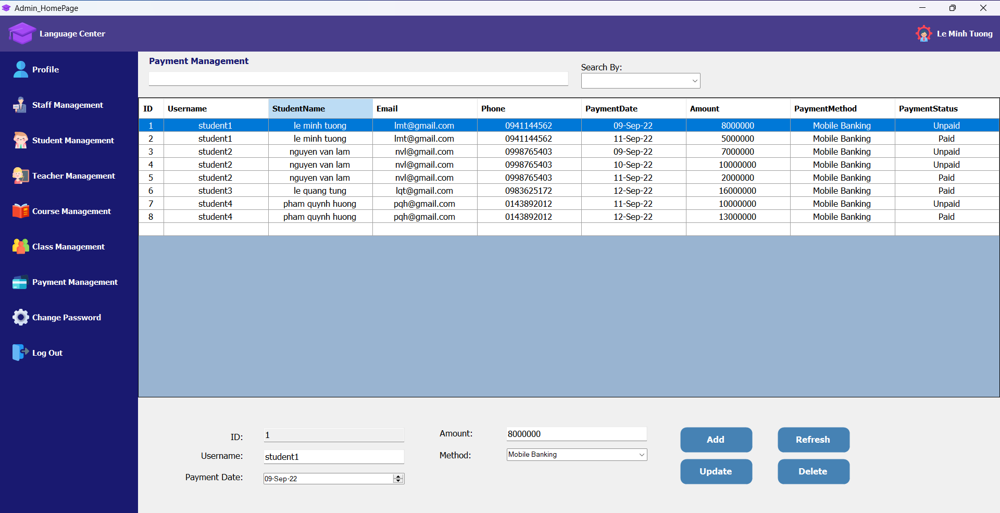 Admin_HomePage
Language Center
Le Minh Tuong
Profile
Staff Management
Student Management
Teacher Management
Course Management
Class Management
Payment Management
Change Password
Log Out
Payment Management
Search By:
ID Username StudentName Email Phone PaymentDate Amount PaymentMethod PaymentStatus
1 student1 le minh tuong lmt@gmail.com 0941144562 09-Sep-22 8000000 Mobile Banking Unpaid
2 student1 le minh tuong lmt@gmail.com 0941144562 11-Sep-22 5000000 Mobile Banking Paid
3 student2 nguyen van lam nvl@gmail.com 0998765403 09-Sep-22 7000000 Mobile Banking Unpaid
4 student2 nguyen van lam nvl@gmail.com 0998765403 10-Sep-22 10000000 Mobile Banking Unpaid
5 student2 nguyen van lam nvl@gmail.com 0998765403 11-Sep-22 2000000 Mobile Banking Paid
6 student3 le quang tung lqt@gmail.com 0983625172 12-Sep-22 16000000 Mobile Banking Paid
7 student4 pham quynh huong pqh@gmail.com 0143892012 11-Sep-22 10000000 Mobile Banking Unpaid
8 student4 pham quynh huong pqh@gmail.com 0143892012 12-Sep-22 13000000 Mobile Banking Paid
ID: 1
Username: student1
Payment Date: 09-Sep-22
Amount: 8000000
Method: Mobile Banking
Add
Refresh
Update
Delete